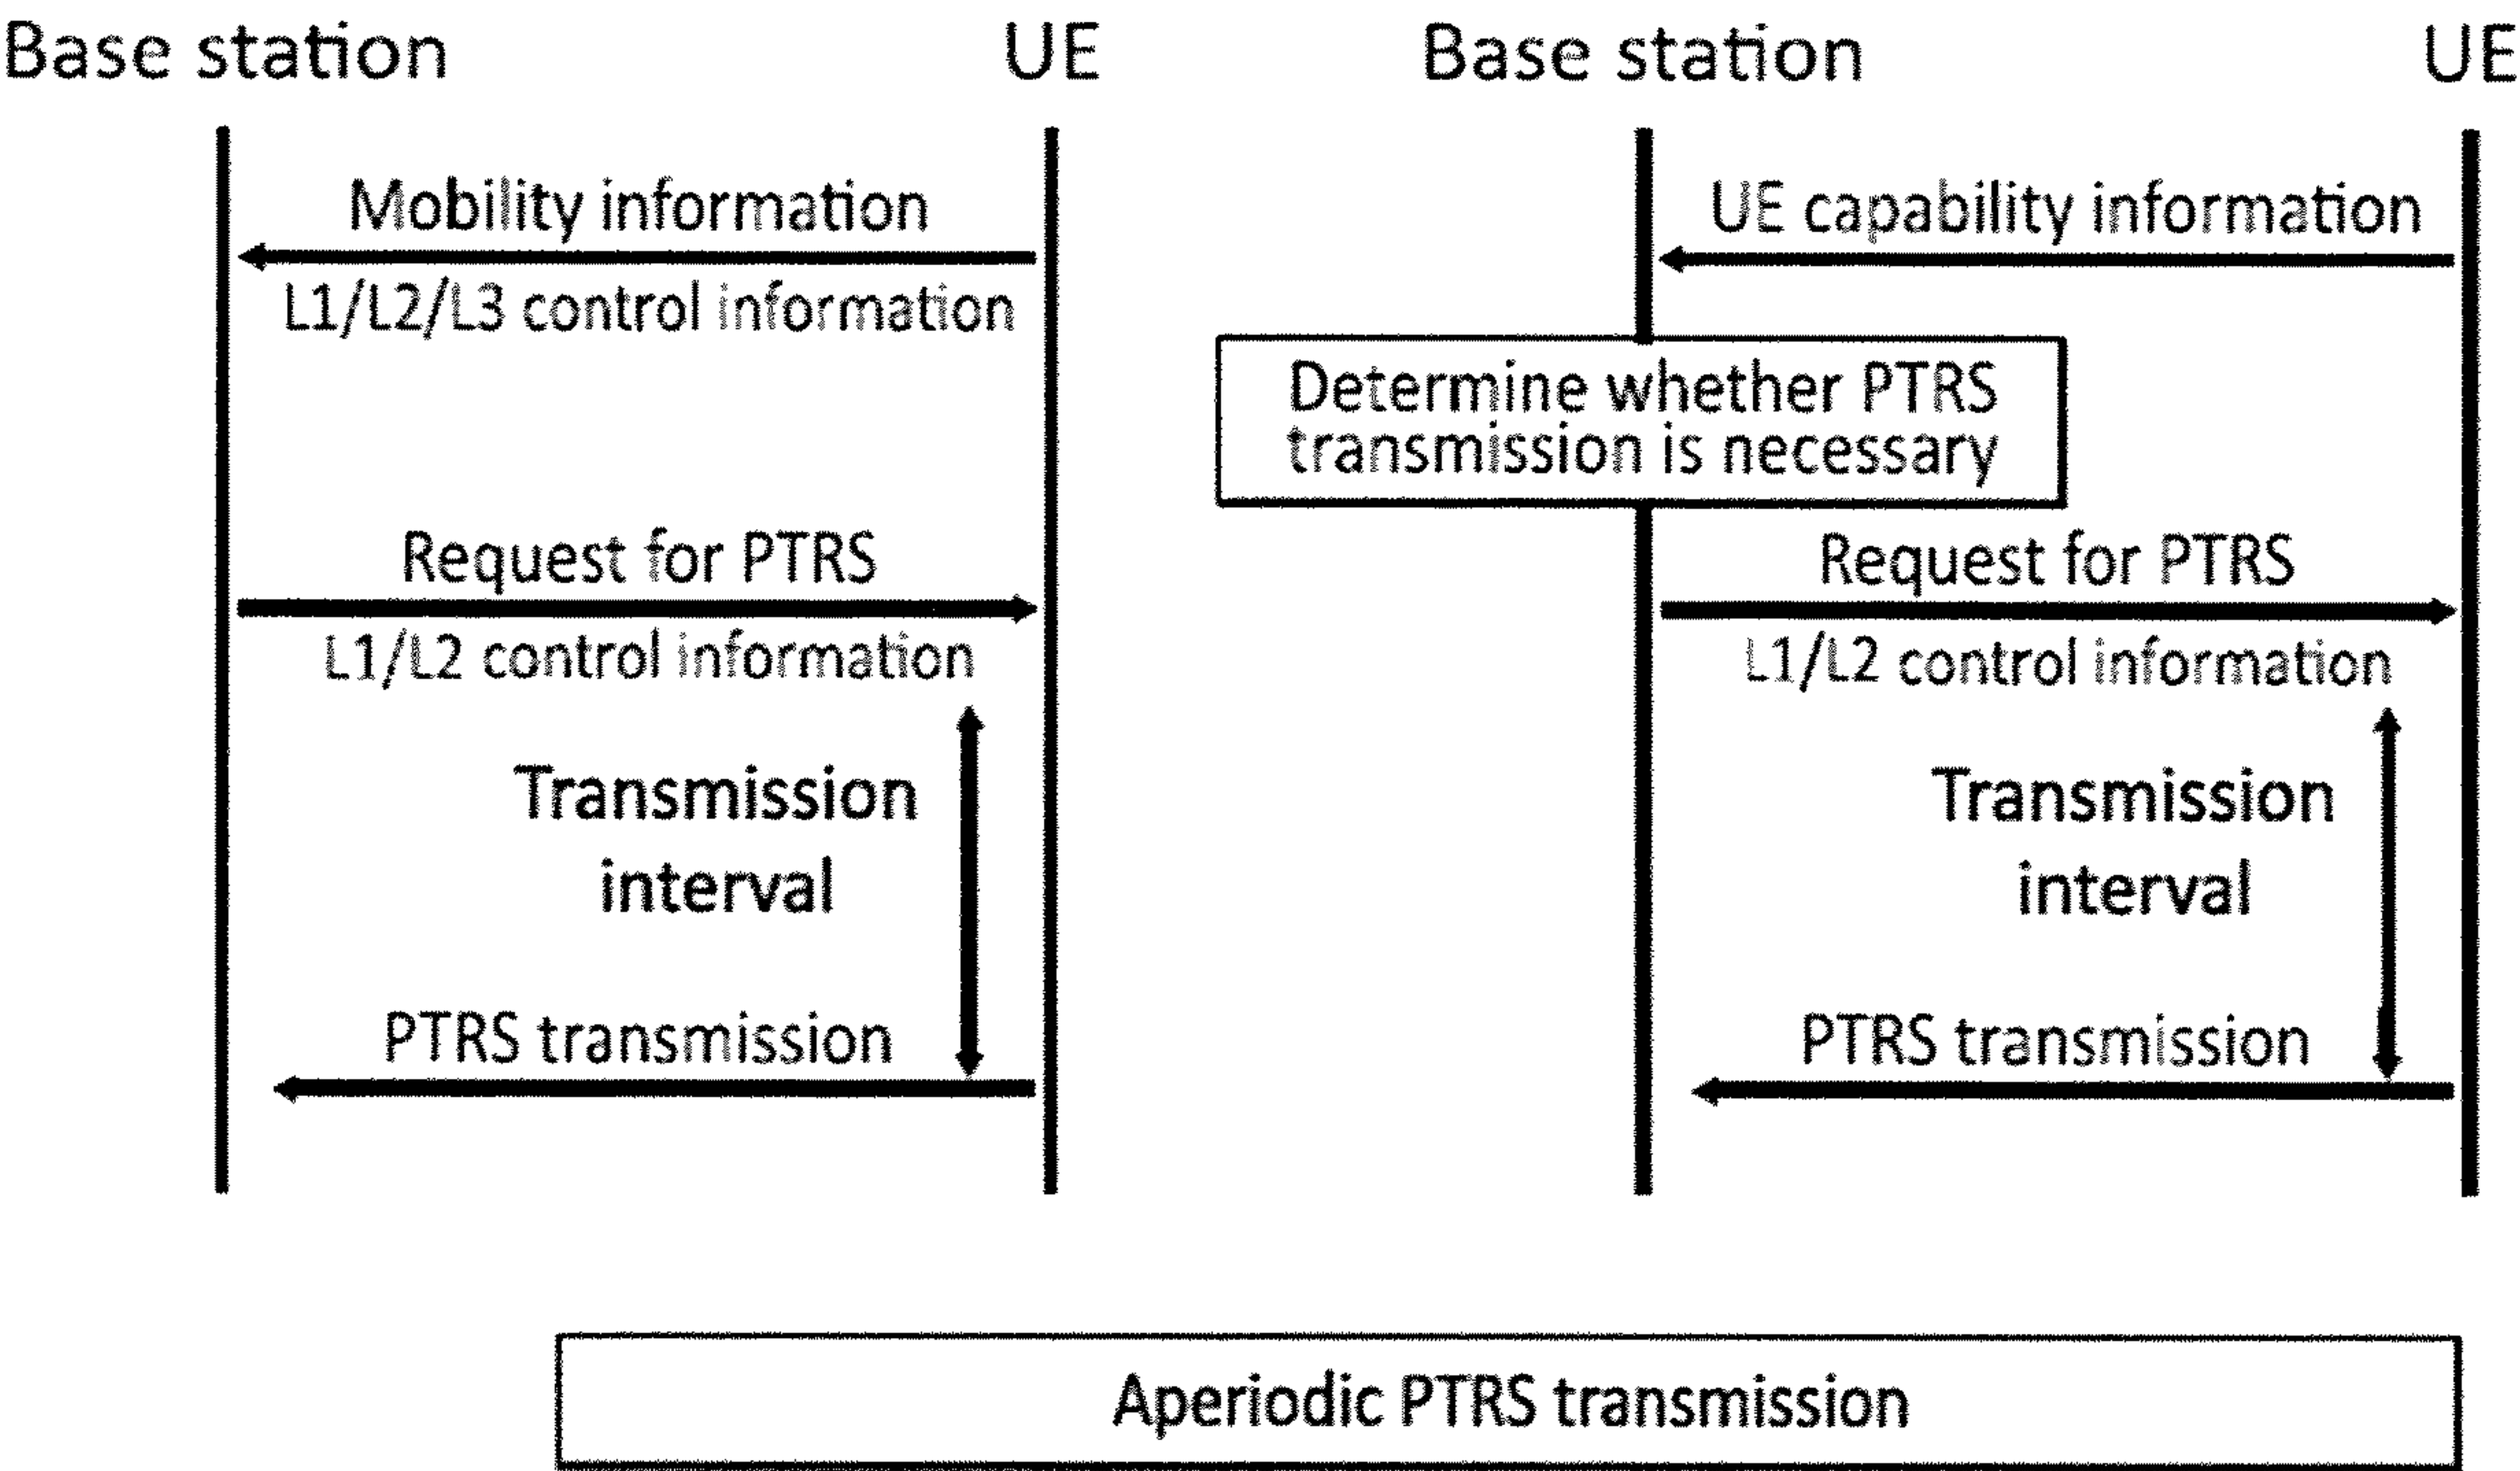 Base station
UE
Mobility information
L1/L2/L3 control information
Request for PTRS
L1/L2 control information
Transmission
interval
PTRS transmission
Base station
UE
UE capability information
Determine whether PTRS
transmission is necessary
Request for PTRS
L1/L2 control information
Transmission
interval
PTRS transmission
Aperiodic PTRS transmission